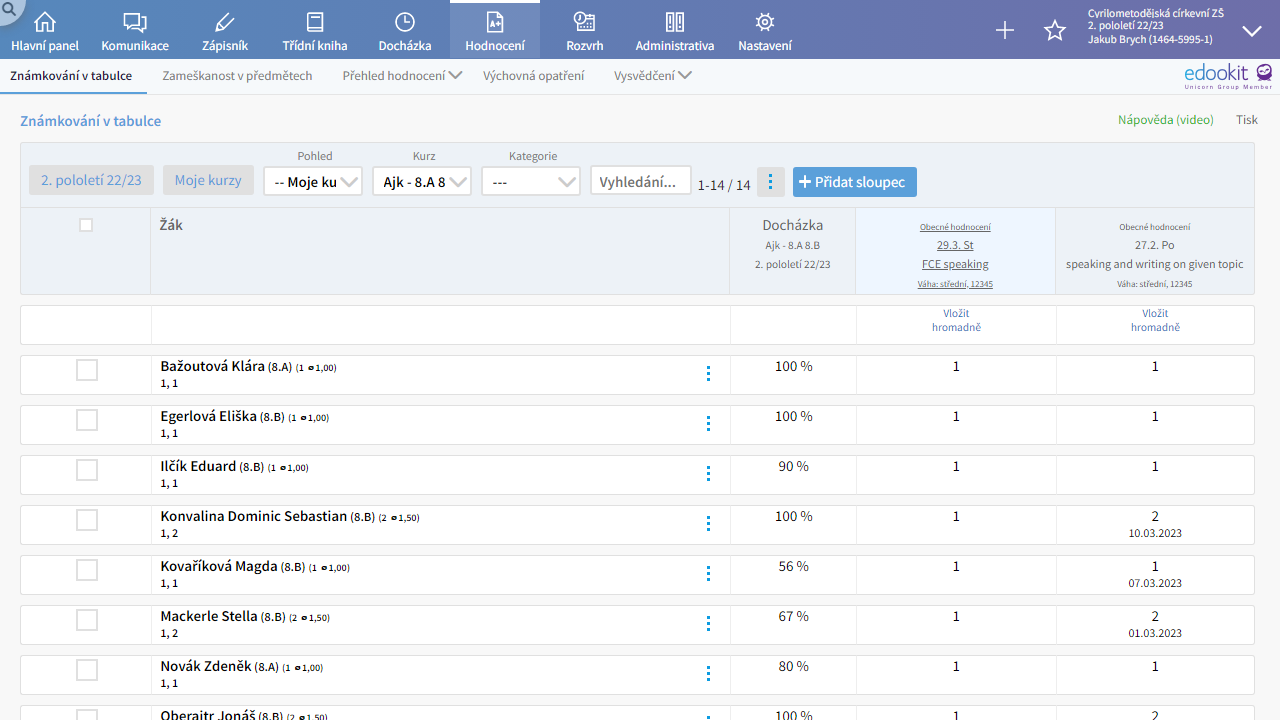 Hlavní panel
Komunikace
Zápisník
Třídní kniha
Docházka
Hodnocení
Rozvrh
Administrativa
Nastavení
Cyrilometodějská církevní ZŠ
2. pololetí 22/23
Jakub Brych (1464-5995-1)
Známkování v tabulce
Zameškanost v předmětech
Přehled hodnocení
Výchovná opatření
Vysvědčení
edookit
Unicorn Group Member
Známkování v tabulce
Nápověda (video)
Tisk
Pohled
Kurz
Kategorie
2. pololetí 22/23
Moje kurzy
-- Moje ku
Ajk - 8.A 8
---
Vyhledání...
1-14 / 14
Přidat sloupec
Žák
Docházka
Ajk - 8.A 8.B
2. pololetí 22/23
Obecné hodnocení
29.3. St
FCE speaking
Váha: střední, 12345
Obecné hodnocení
27.2. Po
speaking and writing on given topic
Váha: střední, 12345
Vložit
hromadně
Vložit
hromadně
Bažoutová Klára (8.A) (1 ⌀1,00)
1, 1
100 %
1
1
Egerlová Eliška (8.B) (1 ⌀1,00)
1, 1
100 %
1
1
Ilčík Eduard (8.B) (1 ⌀1,00)
1, 1
90 %
1
1
Konvalina Dominic Sebastian (8.B) (2 ⌀1,50)
1, 2
100 %
1
2
10.03.2023
Kovaříková Magda (8.B) (1 ⌀1,00)
1, 1
56 %
1
1
07.03.2023
Mackerle Stella (8.B) (2 ⌀1,50)
1, 2
67 %
1
2
01.03.2023
Novák Zdeněk (8.A) (1 ⌀1,00)
1, 1
80 %
1
1
Oberajtr Jonáš (8.B) (2 ⌀1,50)
100 %
1
2